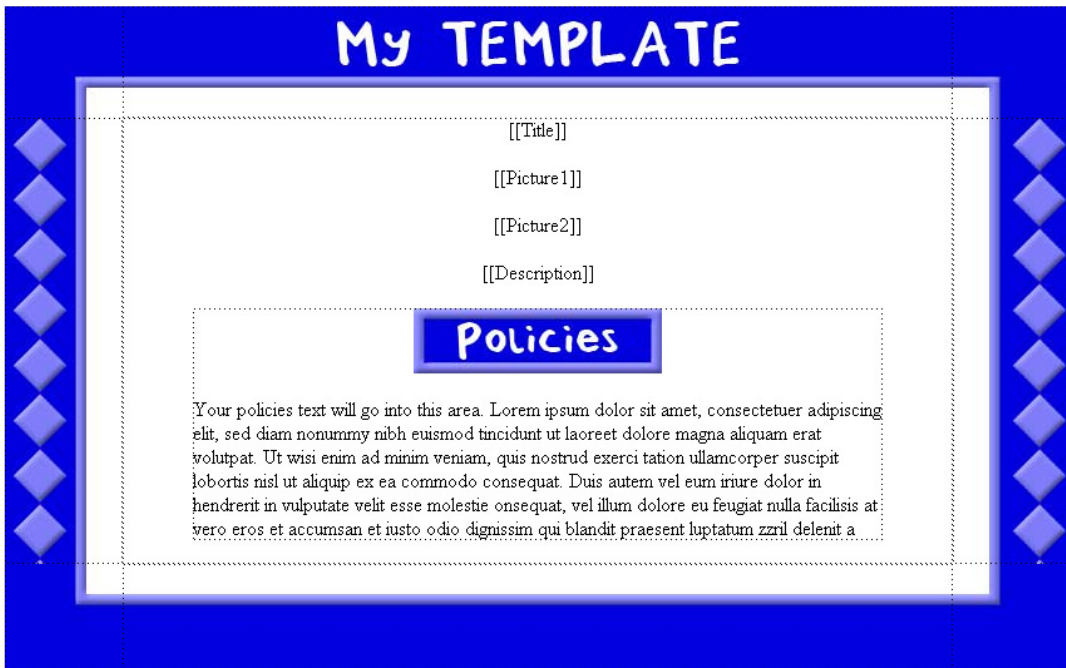 My TEMPLATE
[[Title]]
[[Picture1]]
[[Picture2]]
[[Description]]
Policies
Your policies text will go into this area. Lorem ipsum dolor sit amet, consectetuer adipiscing
elit, sed diam nonummy nibh euismod tincidunt ut laoreet dolore magna aliquam erat
volutpat. Ut wisi enim ad minim veniam, quis nostrud exerci tation ullamcorper suscipit
lobortis nisl ut aliquip ex ea commodo consequat. Duis autem vel eum iriure dolor in
hendrerit in vulputate velit esse molestie onsequat, vel illum dolore eu feugiat nulla facilisis at
vero eros et accumsan et iusto odio dignissim qui blandit praesent luptatum zzril delenit a